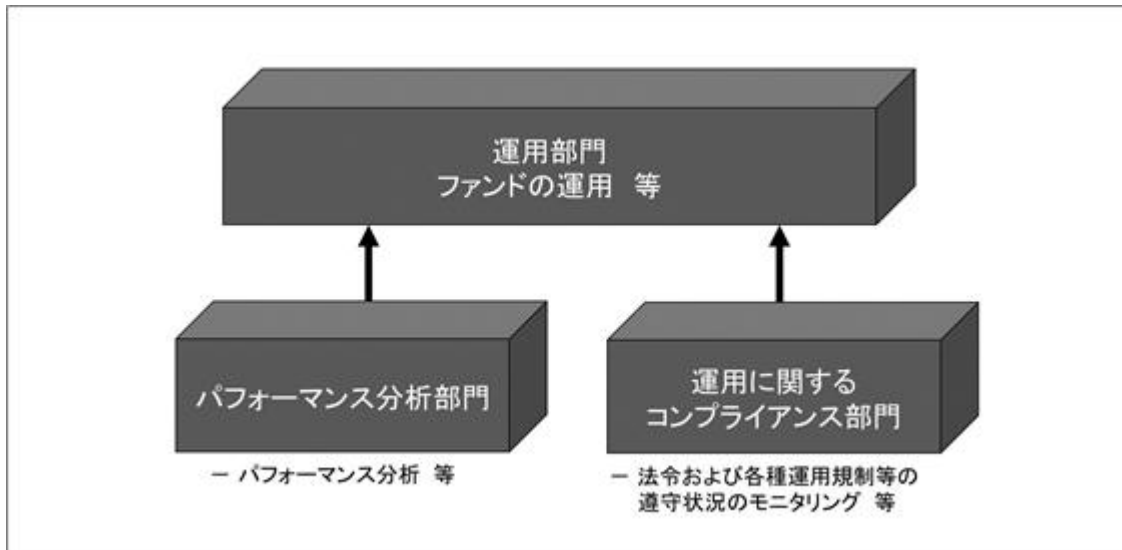 運用部門
ファンドの運用 等
パフォーマンス分析部門
－ パフォーマンス分析 等
運用に関する
コンプライアンス部門
－ 法令および各種運用規制等の
遵守状況のモニタリング 等